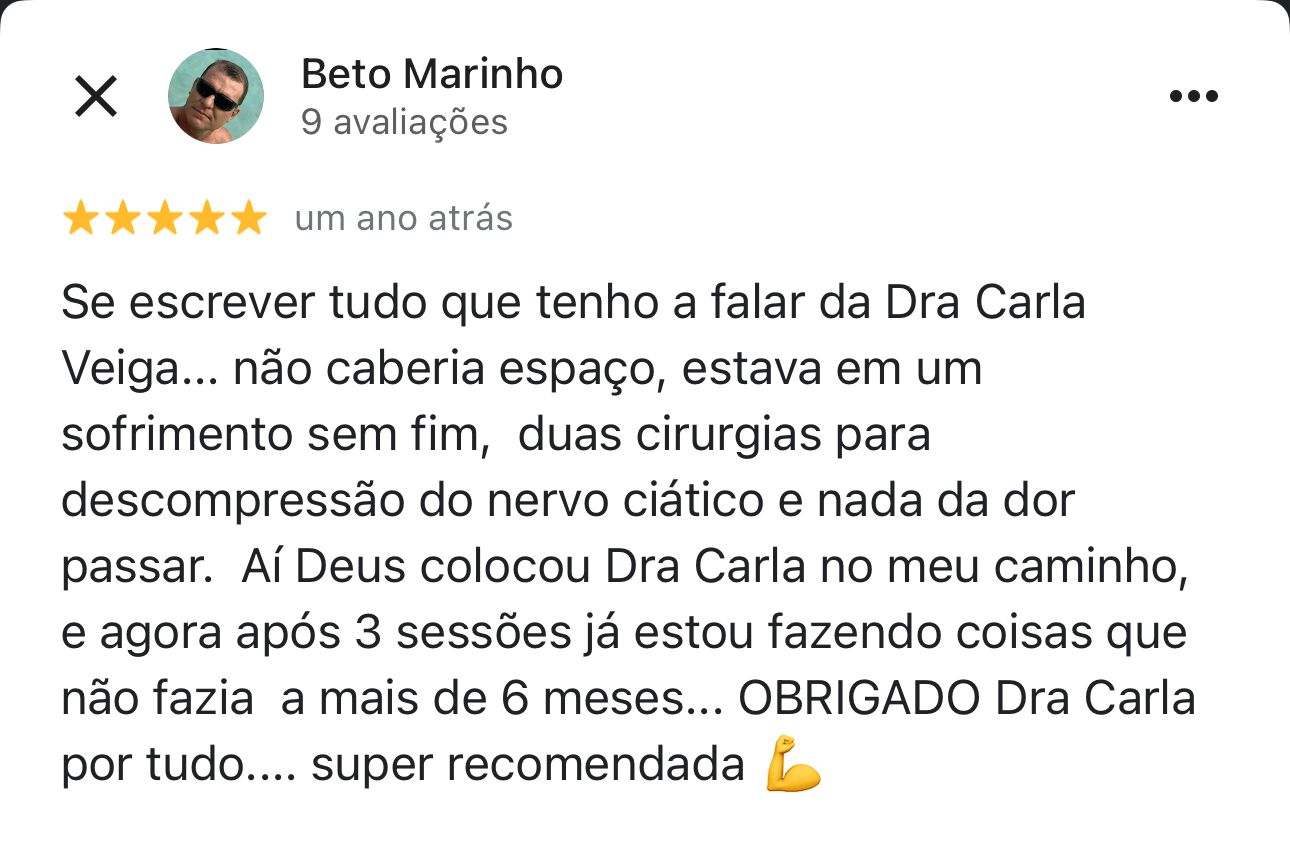 Beto Marinho
9 avaliações
um ano atrás
Se escrever tudo que tenho a falar da Dra Carla
Veiga... não caberia espaço, estava em um
sofrimento sem fim,  duas cirurgias para
descompressão do nervo ciático e nada da dor
passar.  Aí Deus colocou Dra Carla no meu caminho,
e agora após 3 sessões já estou fazendo coisas que
não fazia  a mais de 6 meses... OBRIGADO Dra Carla
por tudo.... super recomendada 💪